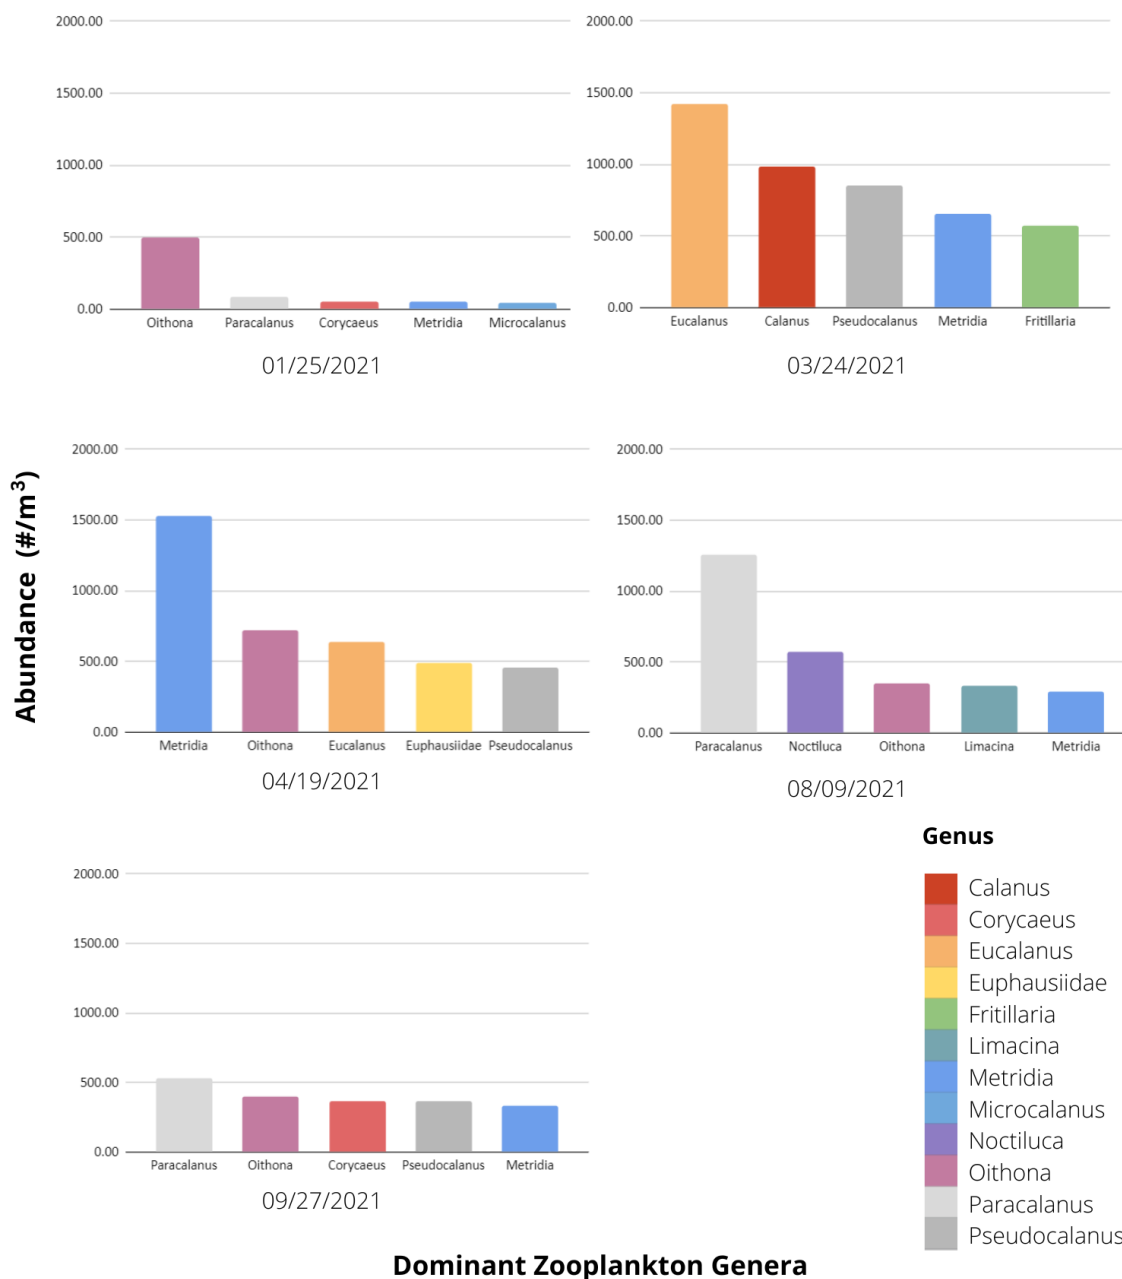 2000.00
1500.00
1000.00
500.00
0.00
Oithona Paracalanus Corycaeus Metridia Microcalanus
01/25/2021
2000.00
1500.00
1000.00
500.00
0.00
Eucalanus Calanus Pseudocalanus Metridia Fritillaria
03/24/2021
Abundance (#/m³)
2000.00
1500.00
1000.00
500.00
0.00
Metridia Oithona Eucalanus Euphausiidae Pseudocalanus
04/19/2021
2000.00
1500.00
1000.00
500.00
0.00
Paracalanus Noctiluca Oithona Limacina Metridia
08/09/2021
2000.00
1500.00
1000.00
500.00
0.00
Paracalanus Oithona Corycaeus Pseudocalanus Metridia
09/27/2021
Genus
Calanus
Corycaeus
Eucalanus
Euphausiidae
Fritillaria
Limacina
Metridia
Microcalanus
Noctiluca
Oithona
Paracalanus
Pseudocalanus
Dominant Zooplankton Genera